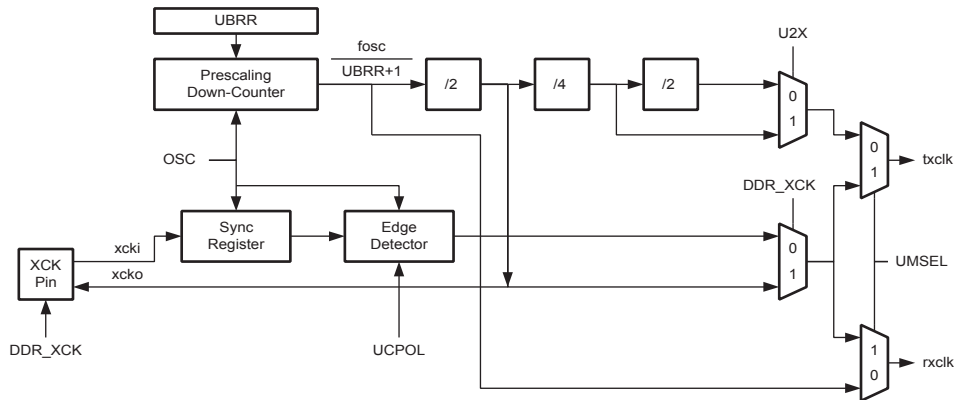 UBRR
U2X
fosc
UBRR+1
Prescaling
Down-Counter
/2
/4
/2
0
1
OSC
0
1
txclk
DDR_XCK
Sync
Register
Edge
Detector
xcki
0
1
XCK
Pin
xcko
UMSEL
DDR_XCK
UCPOL
1
0
rxclk